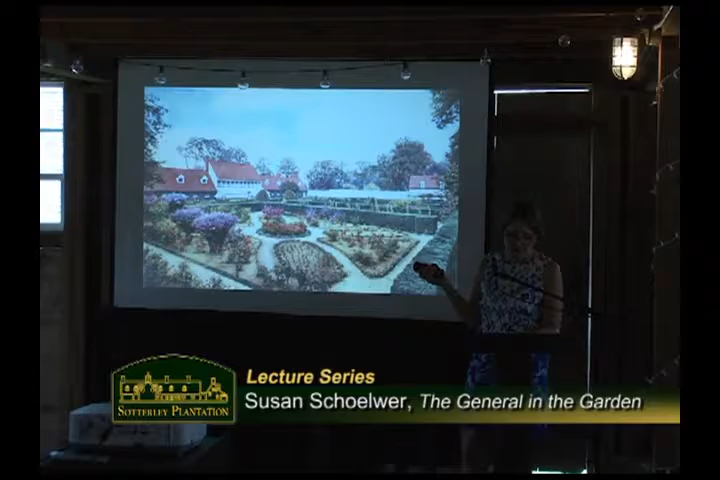 Lecture Series
Susan Schoelwer, The General in the Garden
SOTTERLEY PLANTATION